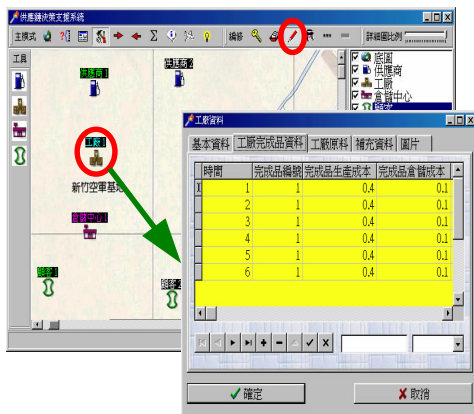 供應鏈決策支援系統
主模式
編修
詳細圖比例
工具
供應商1
供應商2
工廠1
新竹空軍基地
倉儲中心1
顧客1
底圖
供應商
工廠
倉儲中心
顧客
工廠資料
基本資料 工廠完成品資料 工廠原料 補充資料 圖片
時間 完成品編號 完成品生產成本 完成品倉儲成本
1 1 0.4 0.1
2 1 0.4 0.1
3 1 0.4 0.1
4 1 0.4 0.1
5 1 0.4 0.1
6 1 0.4 0.1
確定
取消